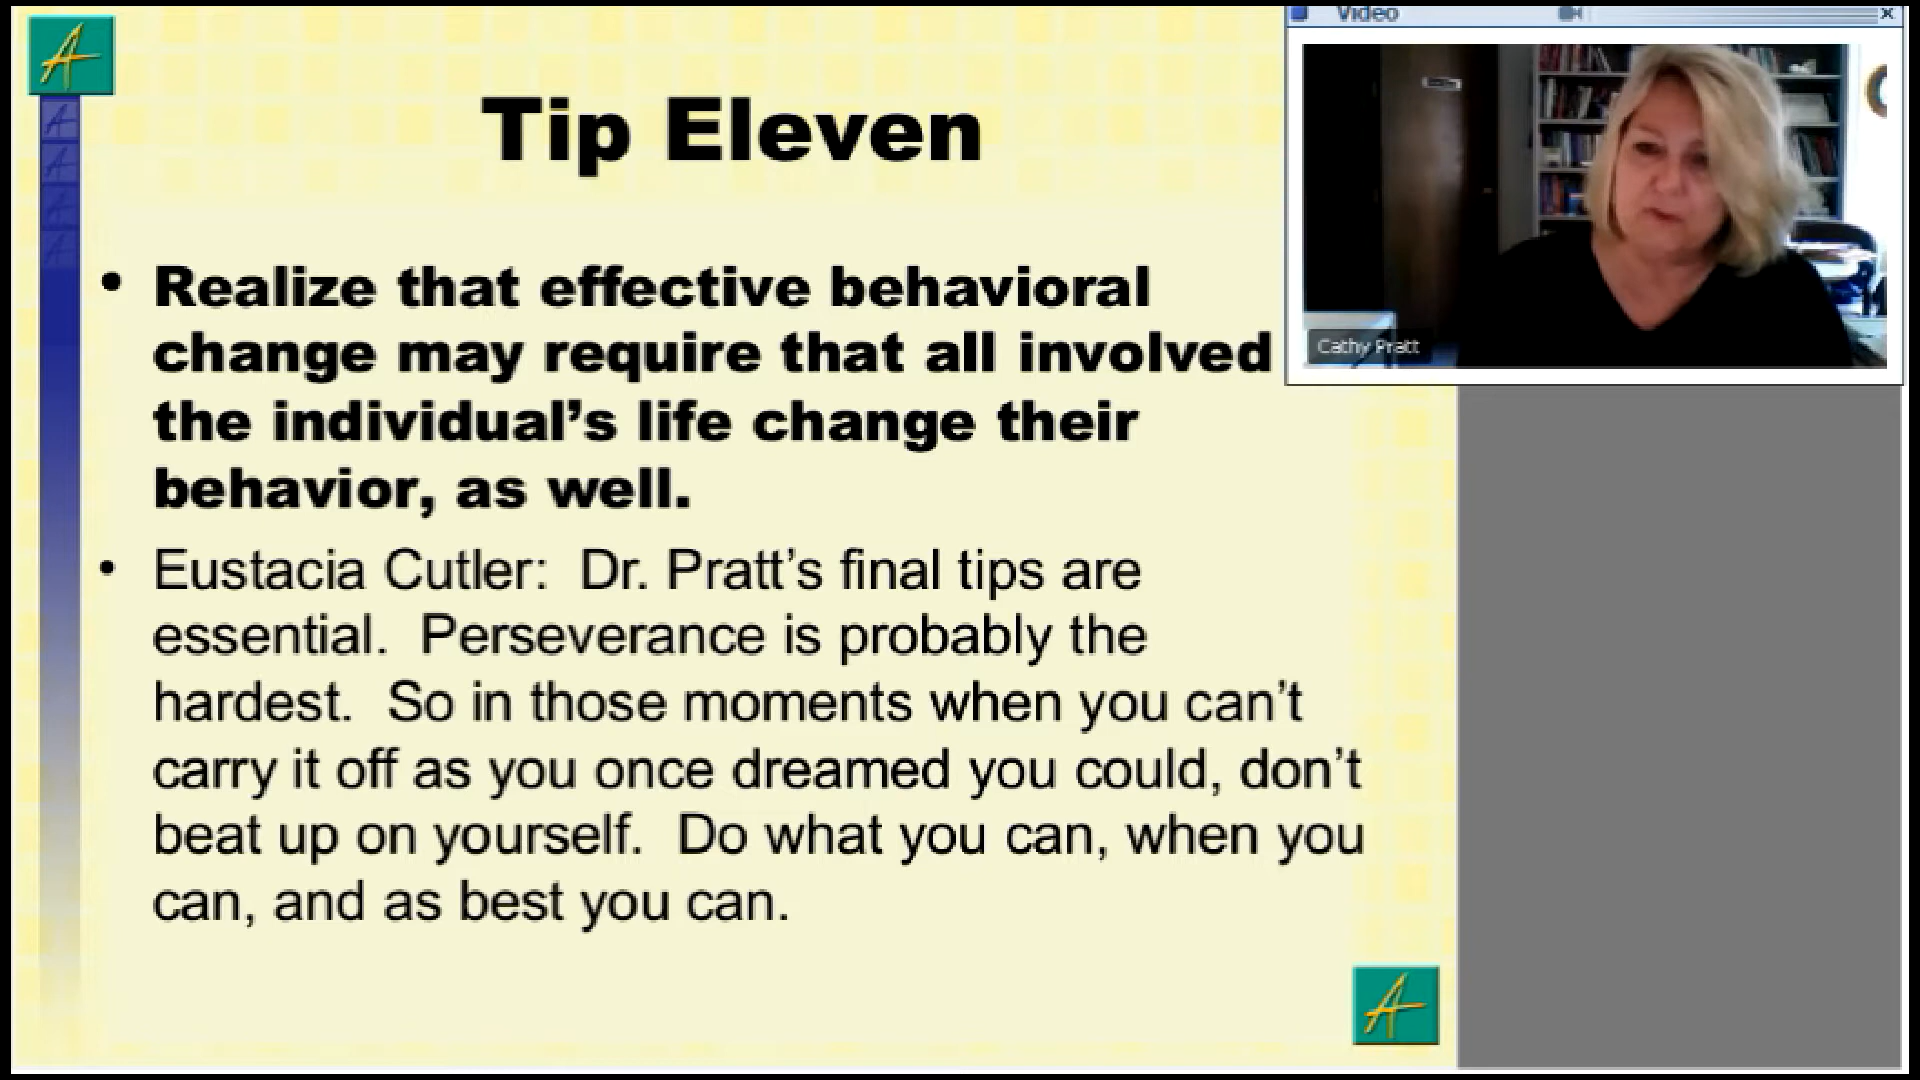 Video
Tip Eleven
• Realize that effective behavioral
change may require that all involved
the individual's life change their
behavior, as well.
Cathy Pratt
• Eustacia Cutler:  Dr. Pratt's final tips are
essential.  Perseverance is probably the
hardest.  So in those moments when you can't
carry it off as you once dreamed you could, don't
beat up on yourself.  Do what you can, when you
can, and as best you can.